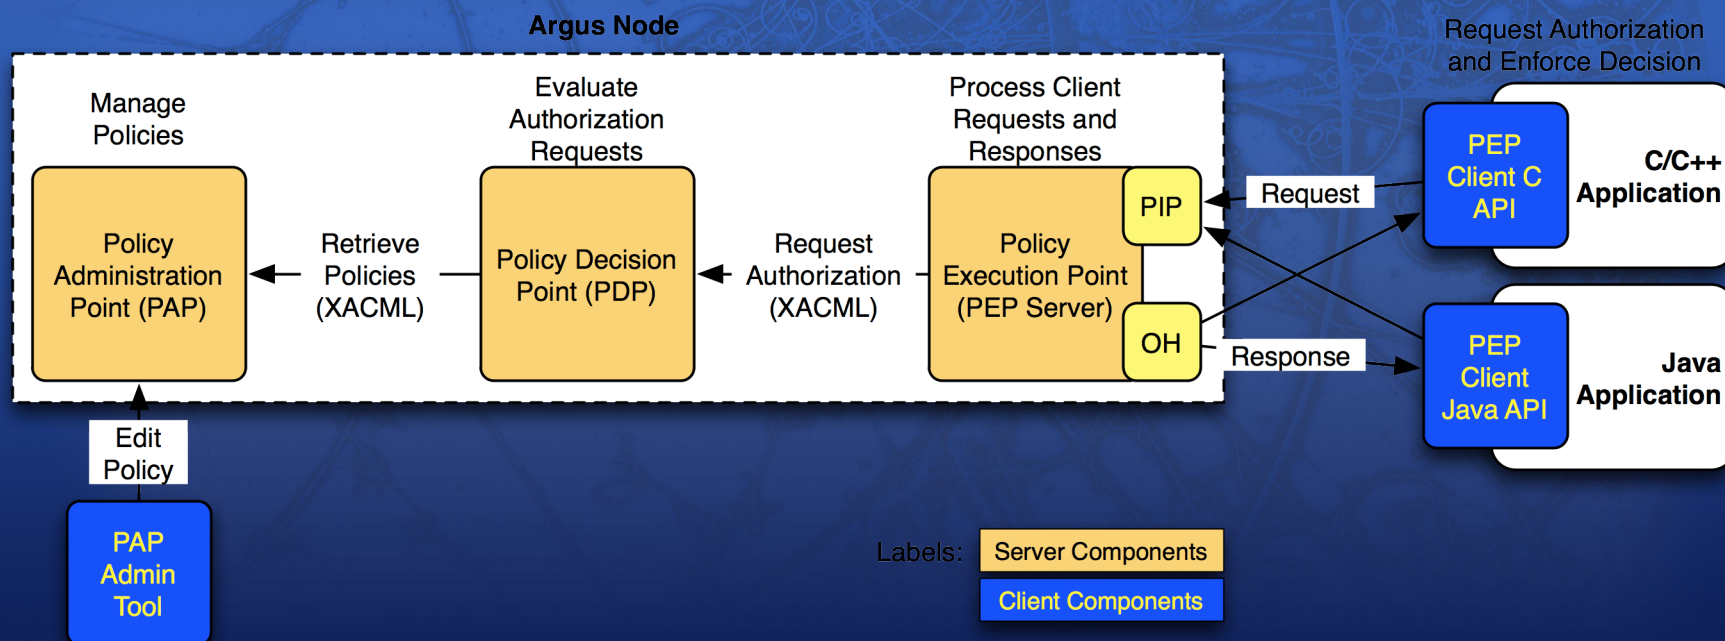 Argus Node
Request Authorization
and Enforce Decision
Manage
Policies
Evaluate
Authorization
Requests
Process Client
Requests and
Responses
Policy
Administration
Point (PAP)
Retrieve
Policies
(XACML)
Policy Decision
Point (PDP)
Request
Authorization
(XACML)
Policy
Execution Point
(PEP Server)
PIP
OH
Request
Response
PEP
Client C
API
C/C++
Application
PEP
Client
Java API
Java
Application
Edit
Policy
PAP
Admin
Tool
Labels:
Server Components
Client Components